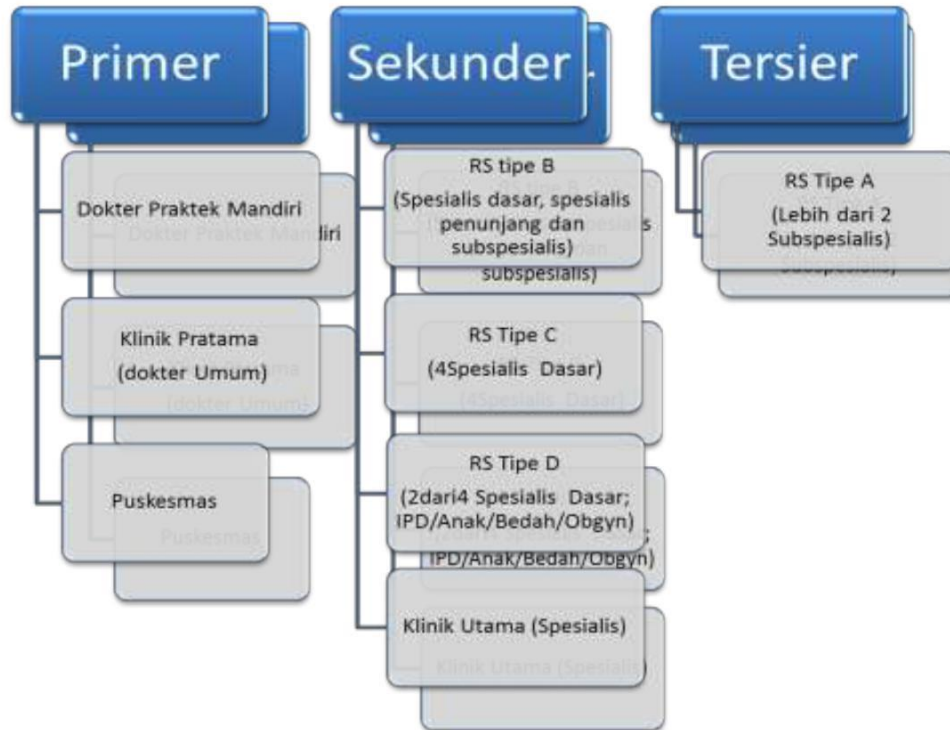 Primer
Dokter Praktek Mandiri
Klinik Pratama
(dokter Umum)
Puskesmas
Sekunder
RS tipe B
(Spesialis dasar, spesialis
penunjang dan
subspesialis)
RS Tipe C
(4Spesialis Dasar)
RS Tipe D
(2dari4 Spesialis Dasar;
IPD/Anak/Bedah/Obgyn)
Klinik Utama (Spesialis)
Tersier
RS Tipe A
(Lebih dari 2
Subspesialis)